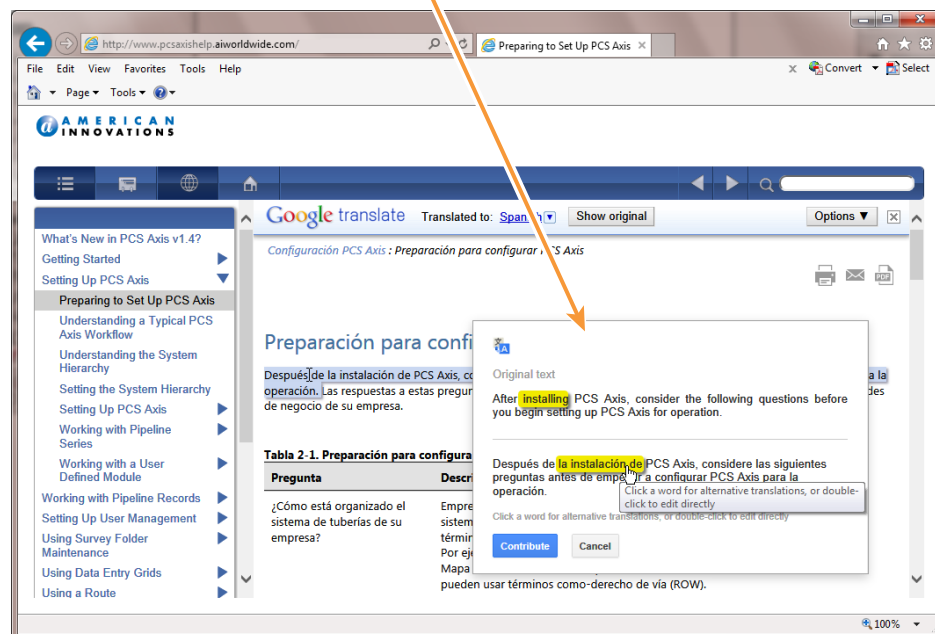 http://www.pcsaxishelp.aiworldwide.com/
Preparing to Set Up PCS Axis
File Edit View Favorites Tools Help
Convert Select
Page Tools
AMERICAN
INNOVATIONS
Google translate Translated to: Spanish Show original Options ▼
What's New in PCS Axis v1.4?
Getting Started
Setting Up PCS Axis
Preparing to Set Up PCS Axis
Understanding a Typical PCS
Axis Workflow
Understanding the System
Hierarchy
Setting the System Hierarchy
Setting Up PCS Axis
Working with Pipeline
Series
Working with a User
Defined Module
Working with Pipeline Records
Setting Up User Management
Using Survey Folder
Maintenance
Using Data Entry Grids
Using a Route
Configuración PCS Axis : Preparación para configurar PCS Axis
PDF
Preparación para confi
Después de la instalación de PCS Axis, co a la
operación. Las respuestas a estas pregun des
de negocio de su empresa.
Tabla 2-1. Preparación para configura
Pregunta Descri
¿Cómo está organizado el
sistema de tuberías de su
empresa?
Empre
sistem
términ
Por eje
Mapa
pueden usar términos como-derecho de vía (ROW).
Original text
After installing PCS Axis, consider the following questions before
you begin setting up PCS Axis for operation.
Después de la instalación de PCS Axis, considere las siguientes
preguntas antes de empezar a configurar PCS Axis para la
operación.
Click a word for alternative translations, or double-
click to edit directly
Click a word for alternative translations, or double-click to edit directly
Contribute Cancel
100%